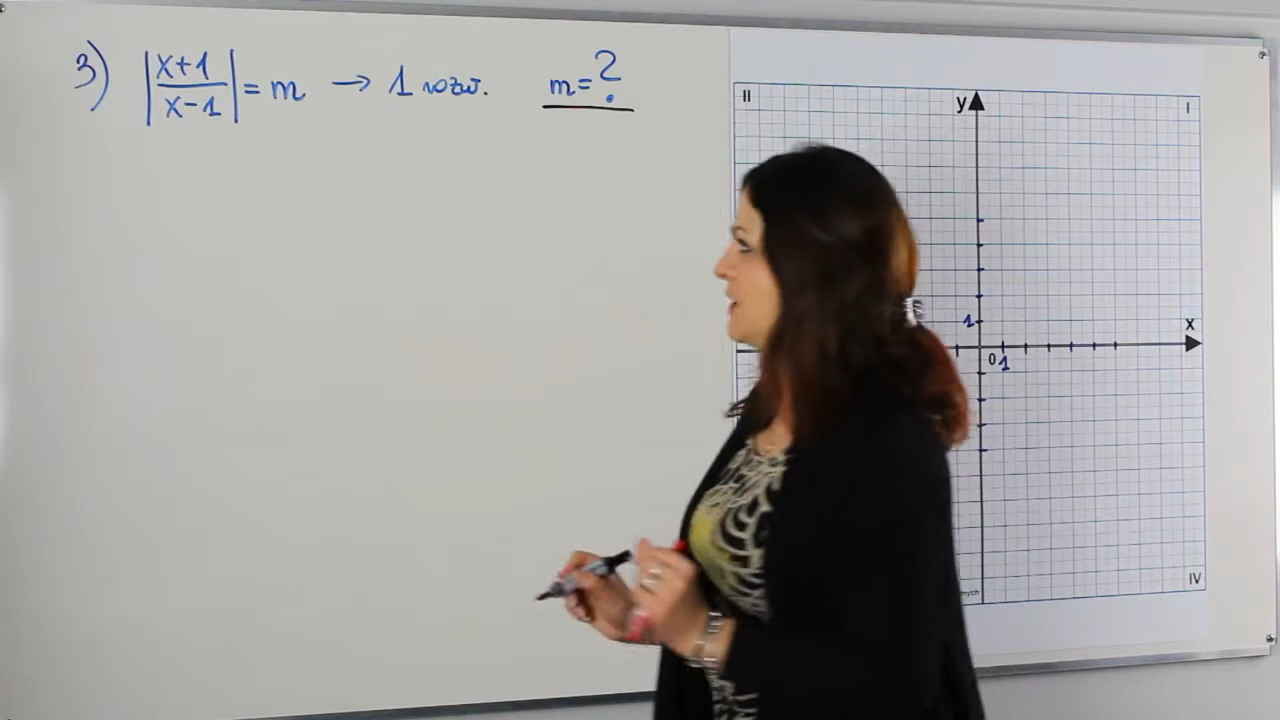 3) |x+1 / x-1| = m → 1 rozw. m = ?
II
y
I
1
x
0
1
IV